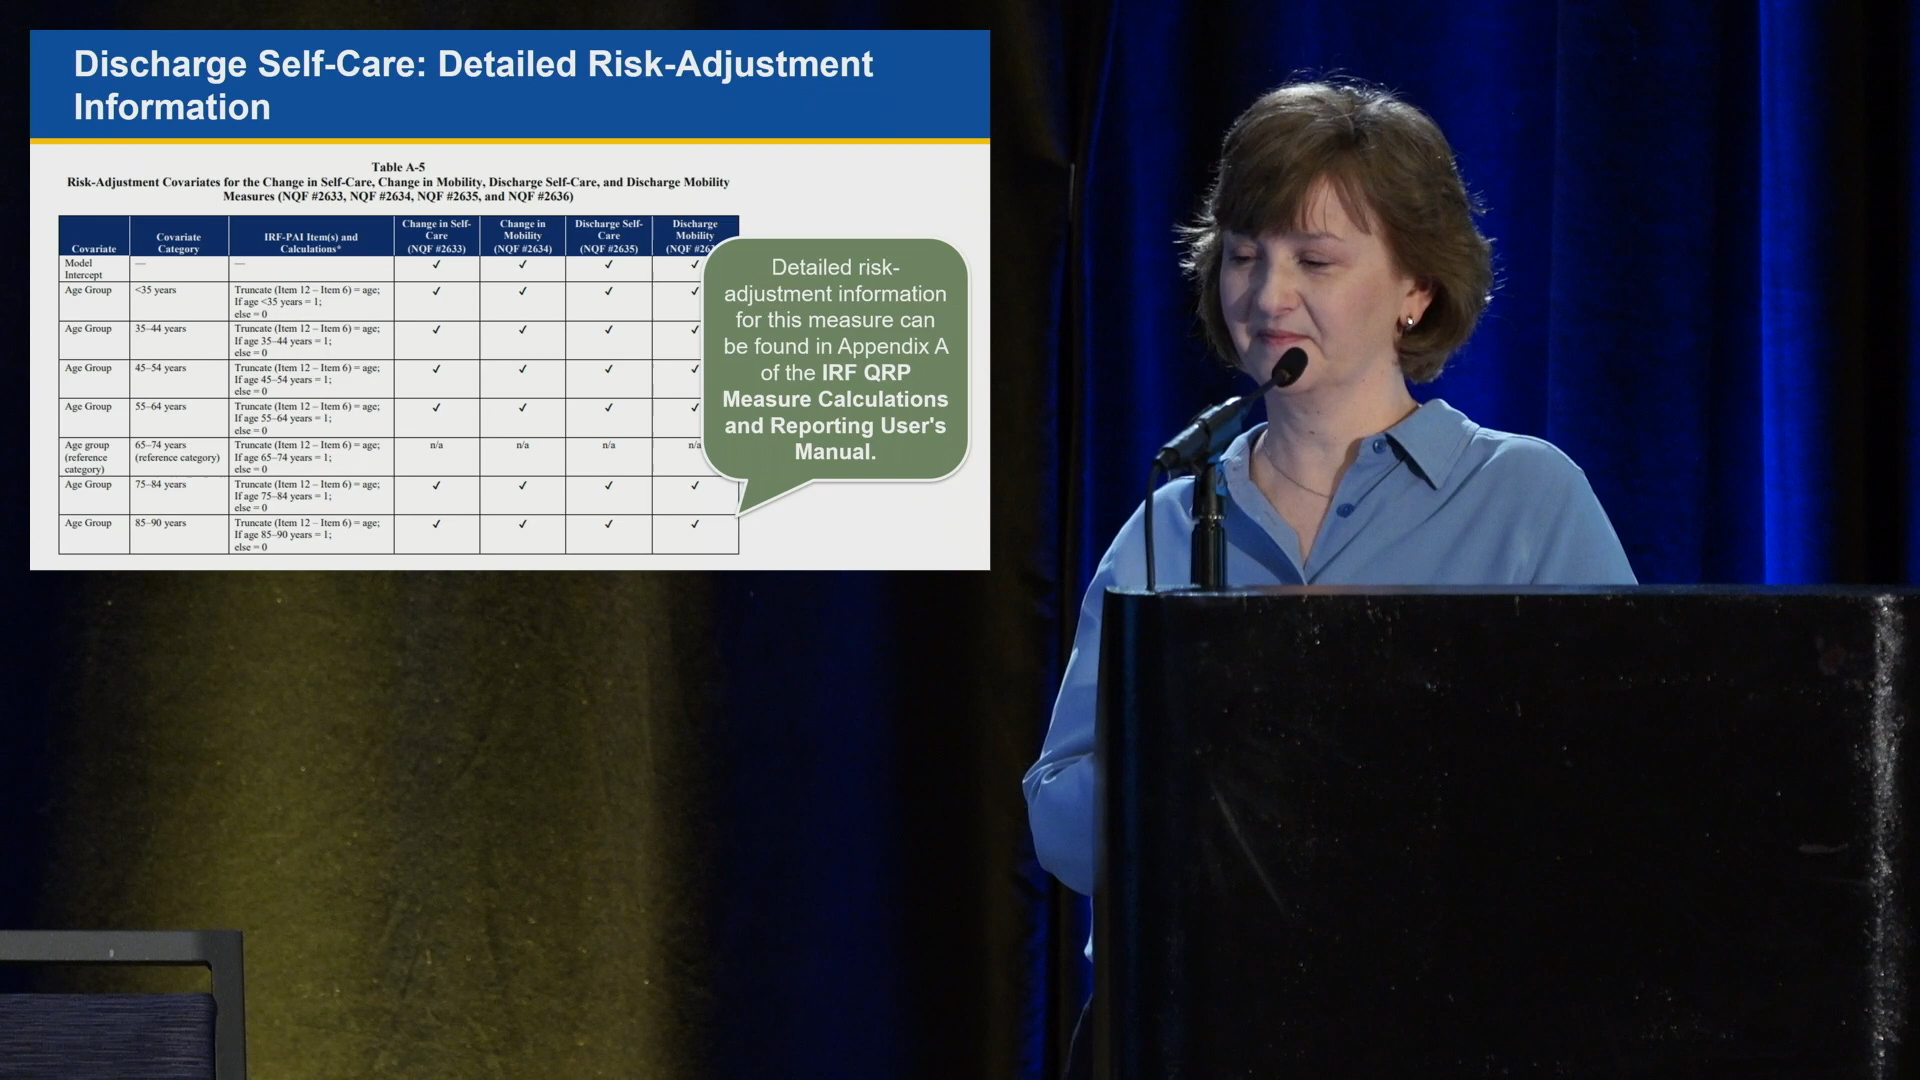 Discharge Self-Care: Detailed Risk-Adjustment
Information
Table A-5
Risk-Adjustment Covariates for the Change in Self-Care, Change in Mobility, Discharge Self-Care, and Discharge Mobility
Measures (NQF #2633, NQF #2634, NQF #2635, and NQF #2636)
Covariate
Covariate
Category
IRF-PAI Item(s) and
Calculations*
Change in Self-
Care
(NQF #2633)
Change in
Mobility
(NQF #2634)
Discharge Self-
Care
(NQF #2635)
Discharge
Mobility
(NQF
Model
Intercept
— — ✓ ✓ ✓ ✓
Age Group <35 years Truncate (Item 12 – Item 6) = age; ✓ ✓ ✓ ✓
If age <35 years = 1;
else = 0
Age Group 35–44 years Truncate (Item 12 – Item 6) = age; ✓ ✓ ✓ ✓
If age 35–44 years = 1;
else = 0
Age Group 45–54 years Truncate (Item 12 – Item 6) = age; ✓ ✓ ✓ ✓
If age 45–54 years = 1;
else = 0
Age Group 55–64 years Truncate (Item 12 – Item 6) = age; ✓ ✓ ✓ ✓
If age 55–64 years = 1;
else = 0
Age group 65–74 years Truncate (Item 12 – Item 6) = age; n/a n/a n/a n/a
(reference (reference category) If age 65–74 years = 1;
category) else = 0
Age Group 75–84 years Truncate (Item 12 – Item 6) = age; ✓ ✓ ✓ ✓
If age 75–84 years = 1;
else = 0
Age Group 85–90 years Truncate (Item 12 – Item 6) = age; ✓ ✓ ✓ ✓
If age 85–90 years = 1;
else = 0
Detailed risk-
adjustment information
for this measure can
be found in Appendix A
of the IRF QRP
Measure Calculations
and Reporting User's
Manual.